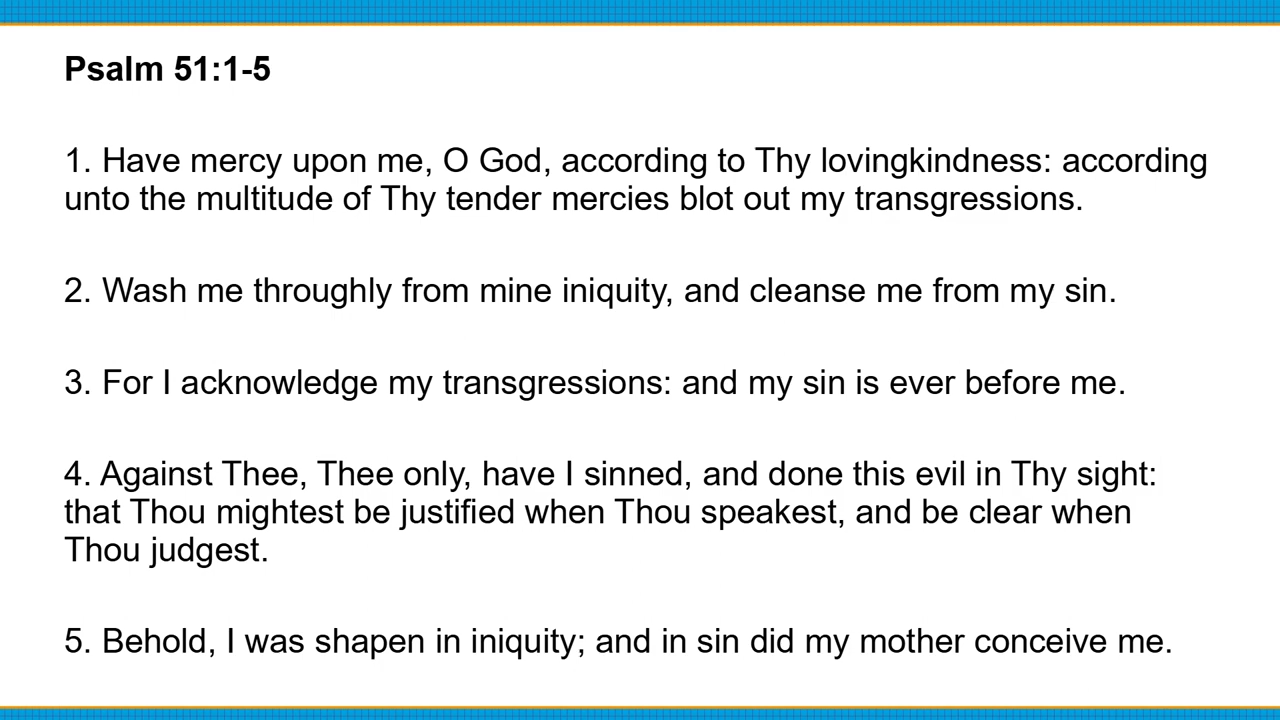 Psalm 51:1-5
1. Have mercy upon me, O God, according to Thy lovingkindness: according
unto the multitude of Thy tender mercies blot out my transgressions.
2. Wash me throughly from mine iniquity, and cleanse me from my sin.
3. For I acknowledge my transgressions: and my sin is ever before me.
4. Against Thee, Thee only, have I sinned, and done this evil in Thy sight:
that Thou mightest be justified when Thou speakest, and be clear when
Thou judgest.
5. Behold, I was shapen in iniquity; and in sin did my mother conceive me.